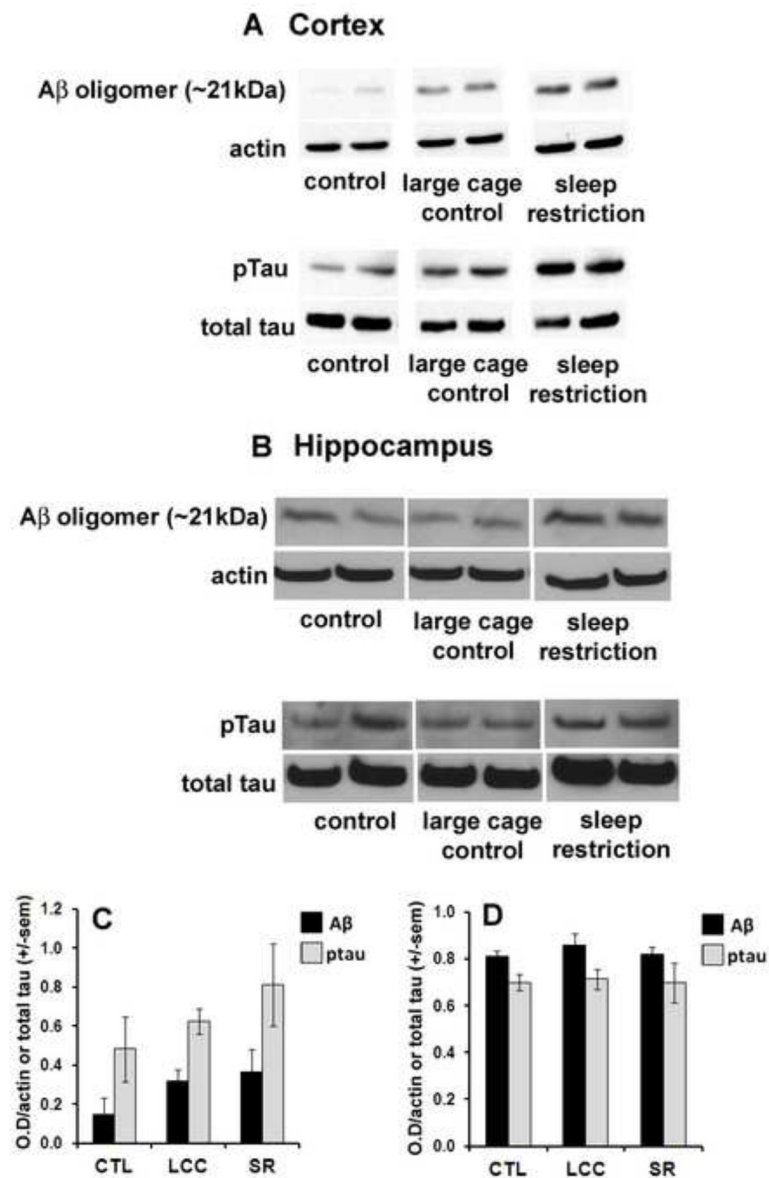 A Cortex
Aβ oligomer (~21kDa)
actin
control
large cage
control
sleep
restriction
pTau
total tau
control
large cage
control
sleep
restriction
B Hippocampus
Aβ oligomer (~21kDa)
actin
control
large cage
control
sleep
restriction
pTau
total tau
control
large cage
control
sleep
restriction
C
O.D/actin or total tau (+/-sem)
1.2
1.0
0.8
0.6
0.4
0.2
0.0
CTL LCC SR
Aβ
ptau
D
O.D/actin or total tau (+/-sem)
1.0
0.8
0.6
0.4
0.2
0.0
CTL LCC SR
Aβ
ptau